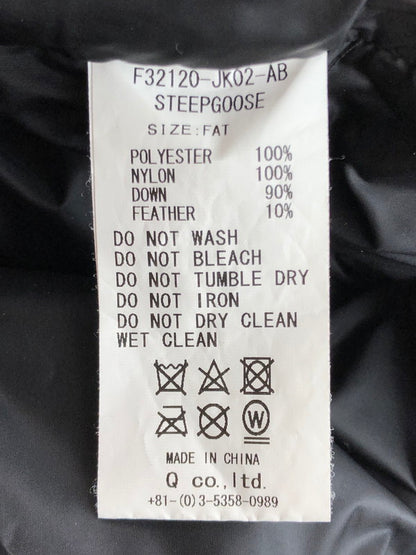 F32120-JK02-AB
STEEPGOOSE
SIZE:FAT
POLYESTER 100%
NYLON 100%
DOWN 90%
FEATHER 10%
DO NOT WASH
DO NOT BLEACH
DO NOT TUMBLE DRY
DO NOT IRON
DO NOT DRY CLEAN
WET CLEAN
W
MADE IN CHINA
Q co.,ltd.
+81-(0)3-5358-0989